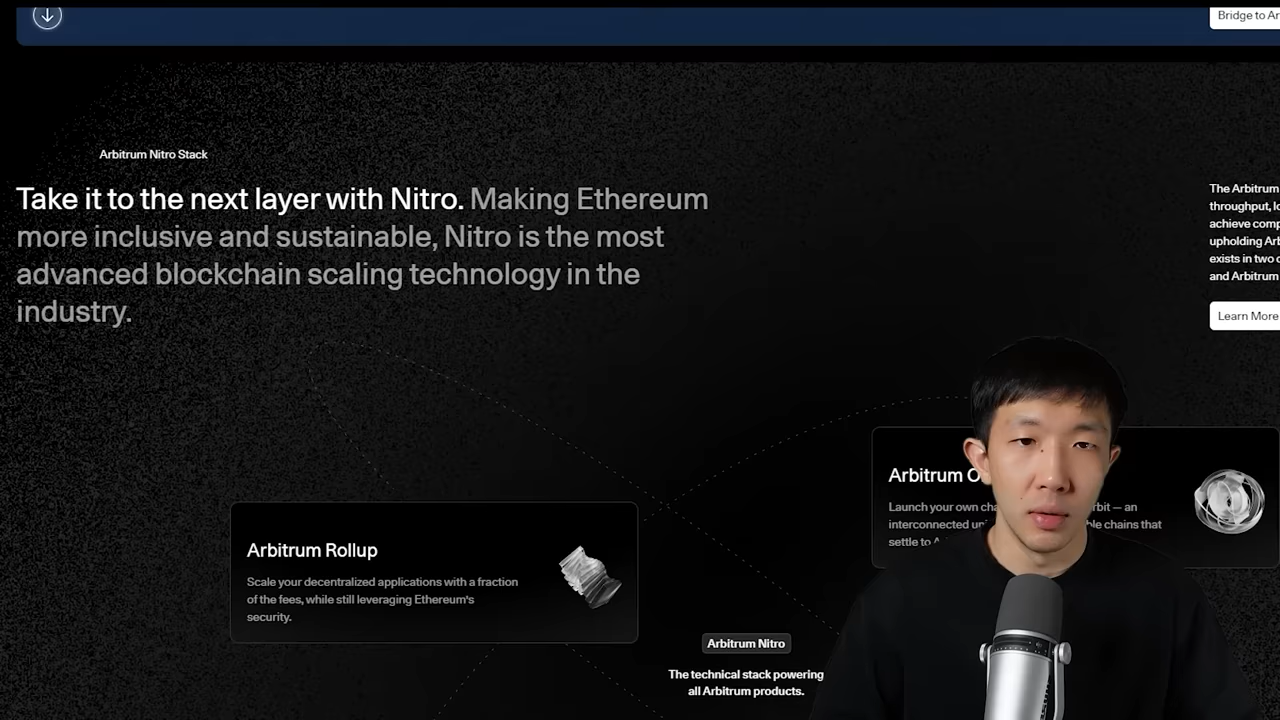 Bridge to Ar
Arbitrum Nitro Stack
Take it to the next layer with Nitro. Making Ethereum
more inclusive and sustainable, Nitro is the most
advanced blockchain scaling technology in the
industry.
The Arbitrum
throughput, lo
achieve comp
upholding Arb
exists in two
and Arbitrum
Learn More
Arbitrum O
Launch your own cha rbit — an
interconnected ble chains that
settle to
Arbitrum Rollup
Scale your decentralized applications with a fraction
of the fees, while still leveraging Ethereum's
security.
Arbitrum Nitro
The technical stack powering
all Arbitrum products.